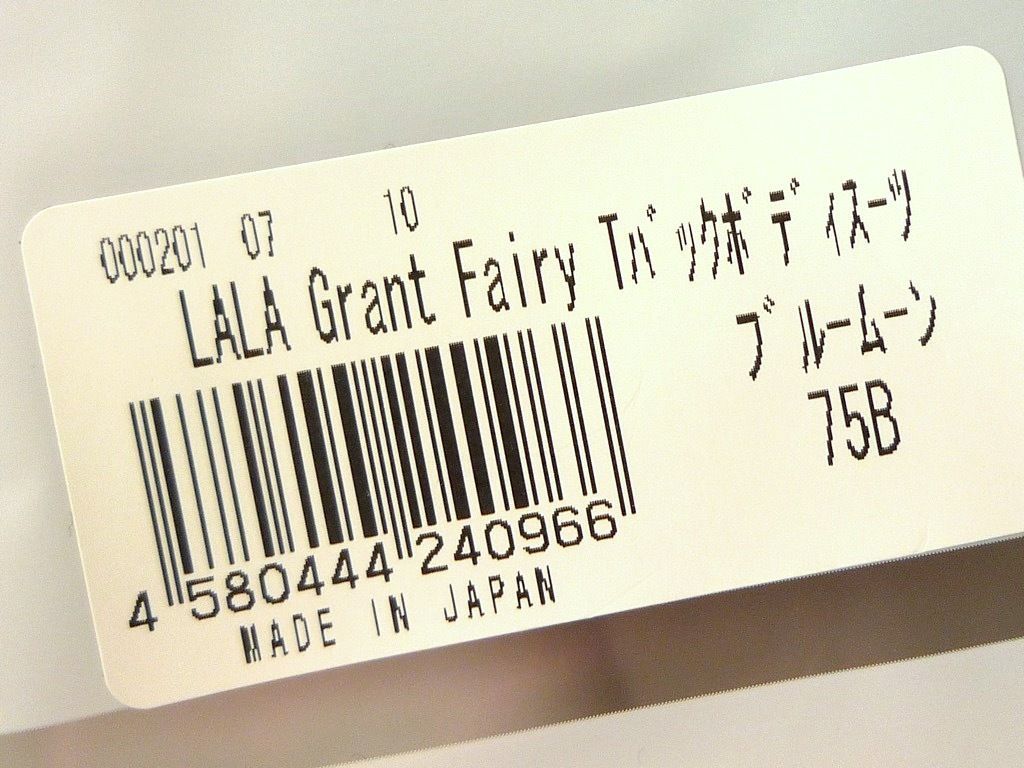 000201 07 10
LALA Grant Fairy Tﾊﾞｯｸﾎﾞﾃﾞｨｽｰﾂ
ﾌﾞﾙｰﾑｰﾝ
75B
4 580444 240966
MADE IN JAPAN